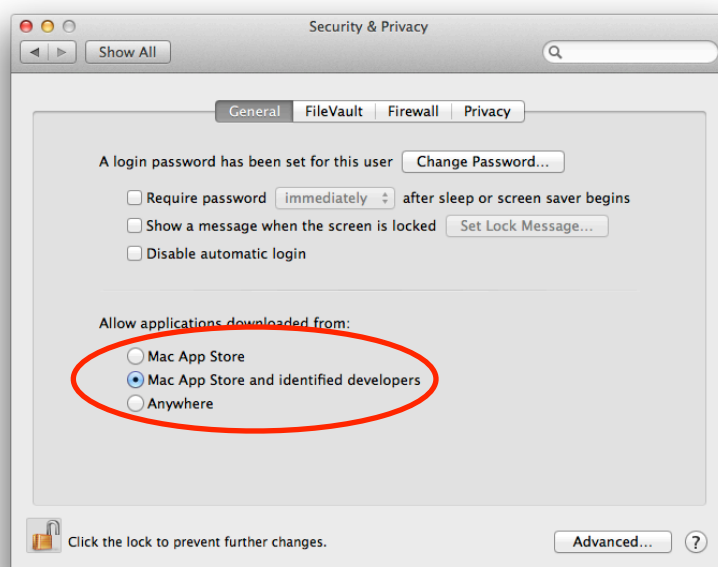 Security & Privacy
Show All
General FileVault Firewall Privacy
A login password has been set for this user Change Password...
Require password immediately after sleep or screen saver begins
Show a message when the screen is locked Set Lock Message...
Disable automatic login
Allow applications downloaded from:
Mac App Store
Mac App Store and identified developers
Anywhere
Click the lock to prevent further changes. Advanced... ?